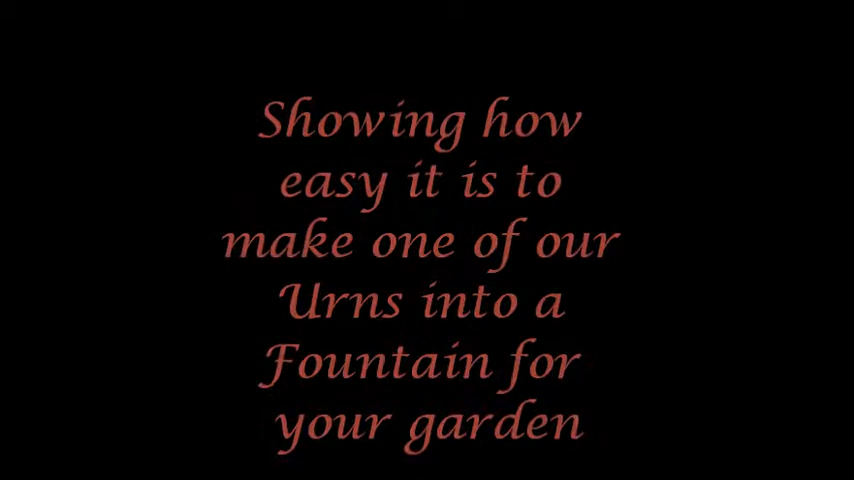 Showing how
easy it is to
make one of our
Urns into a
Fountain for
your garden